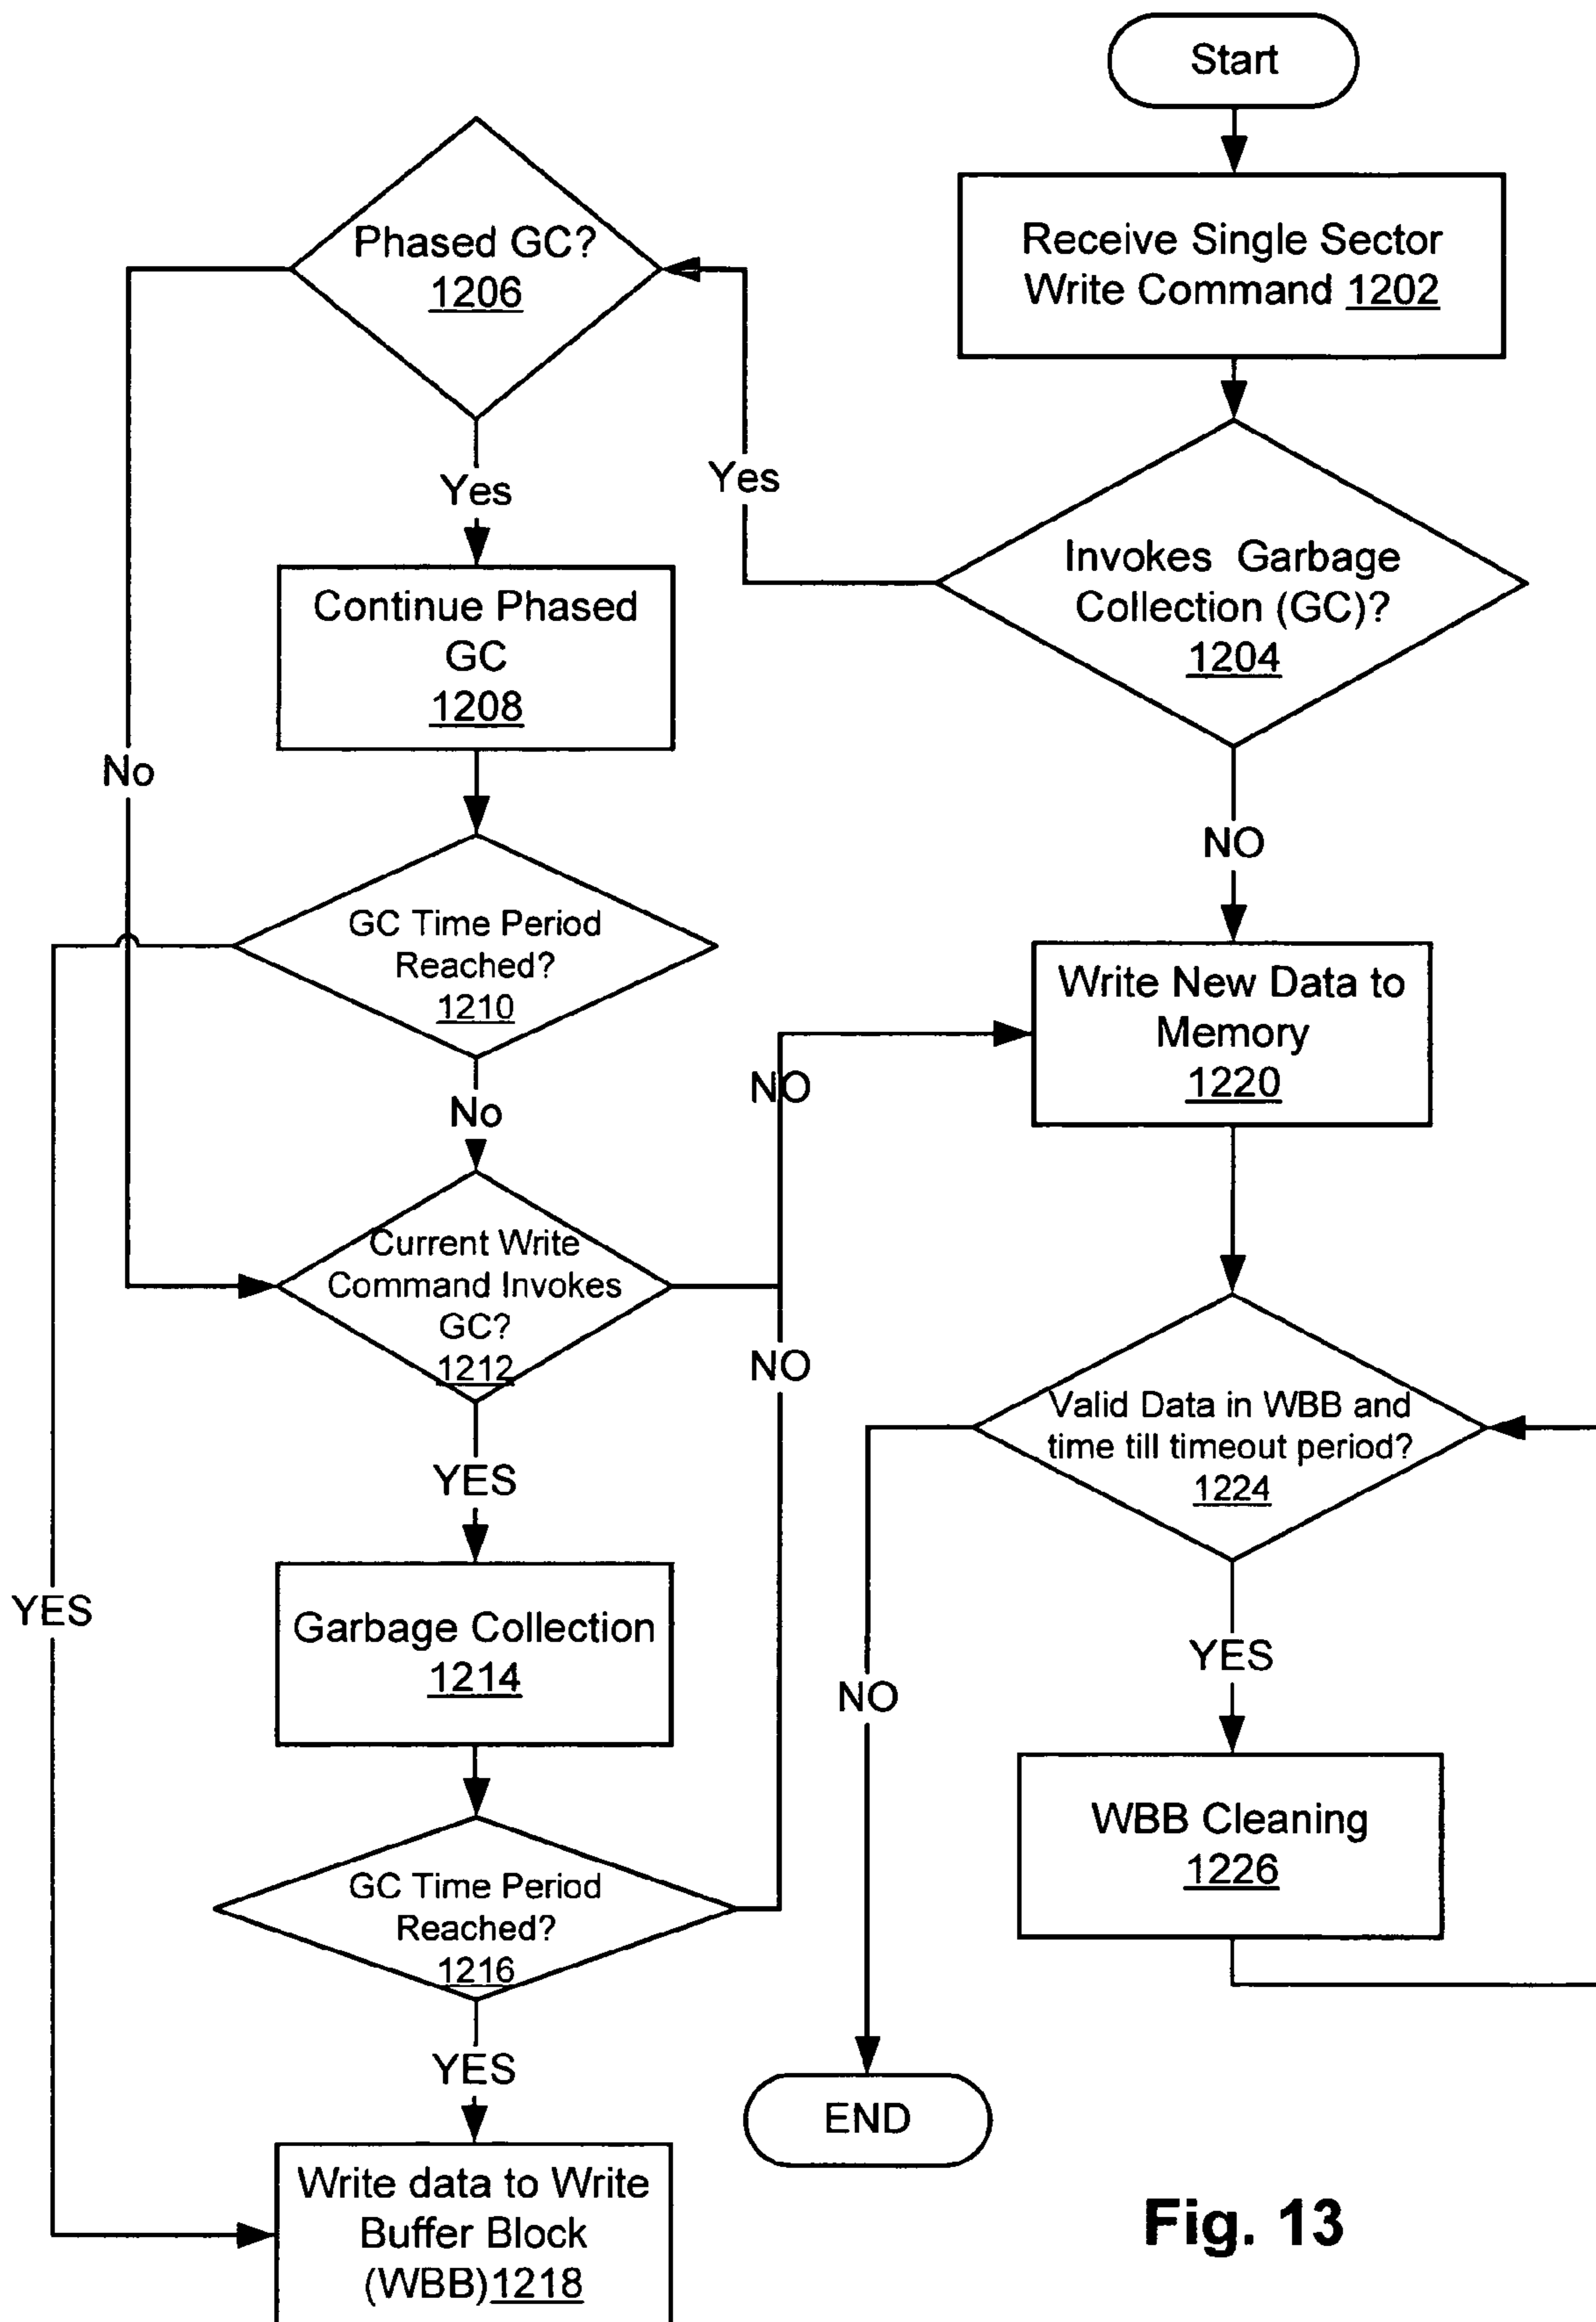 Start
Receive Single Sector
Write Command 1202
Invokes Garbage
Collection (GC)?
1204
Yes
NO
Phased GC?
1206
Yes
No
Continue Phased
GC
1208
GC Time Period
Reached?
1210
No
YES
Current Write
Command Invokes
GC?
1212
NO
YES
Garbage Collection
1214
GC Time Period
Reached?
1216
NO
YES
Write data to Write
Buffer Block
(WBB)1218
Write New Data to
Memory
1220
Valid Data in WBB and
time till timeout period?
1224
NO
YES
WBB Cleaning
1226
END
Fig. 13